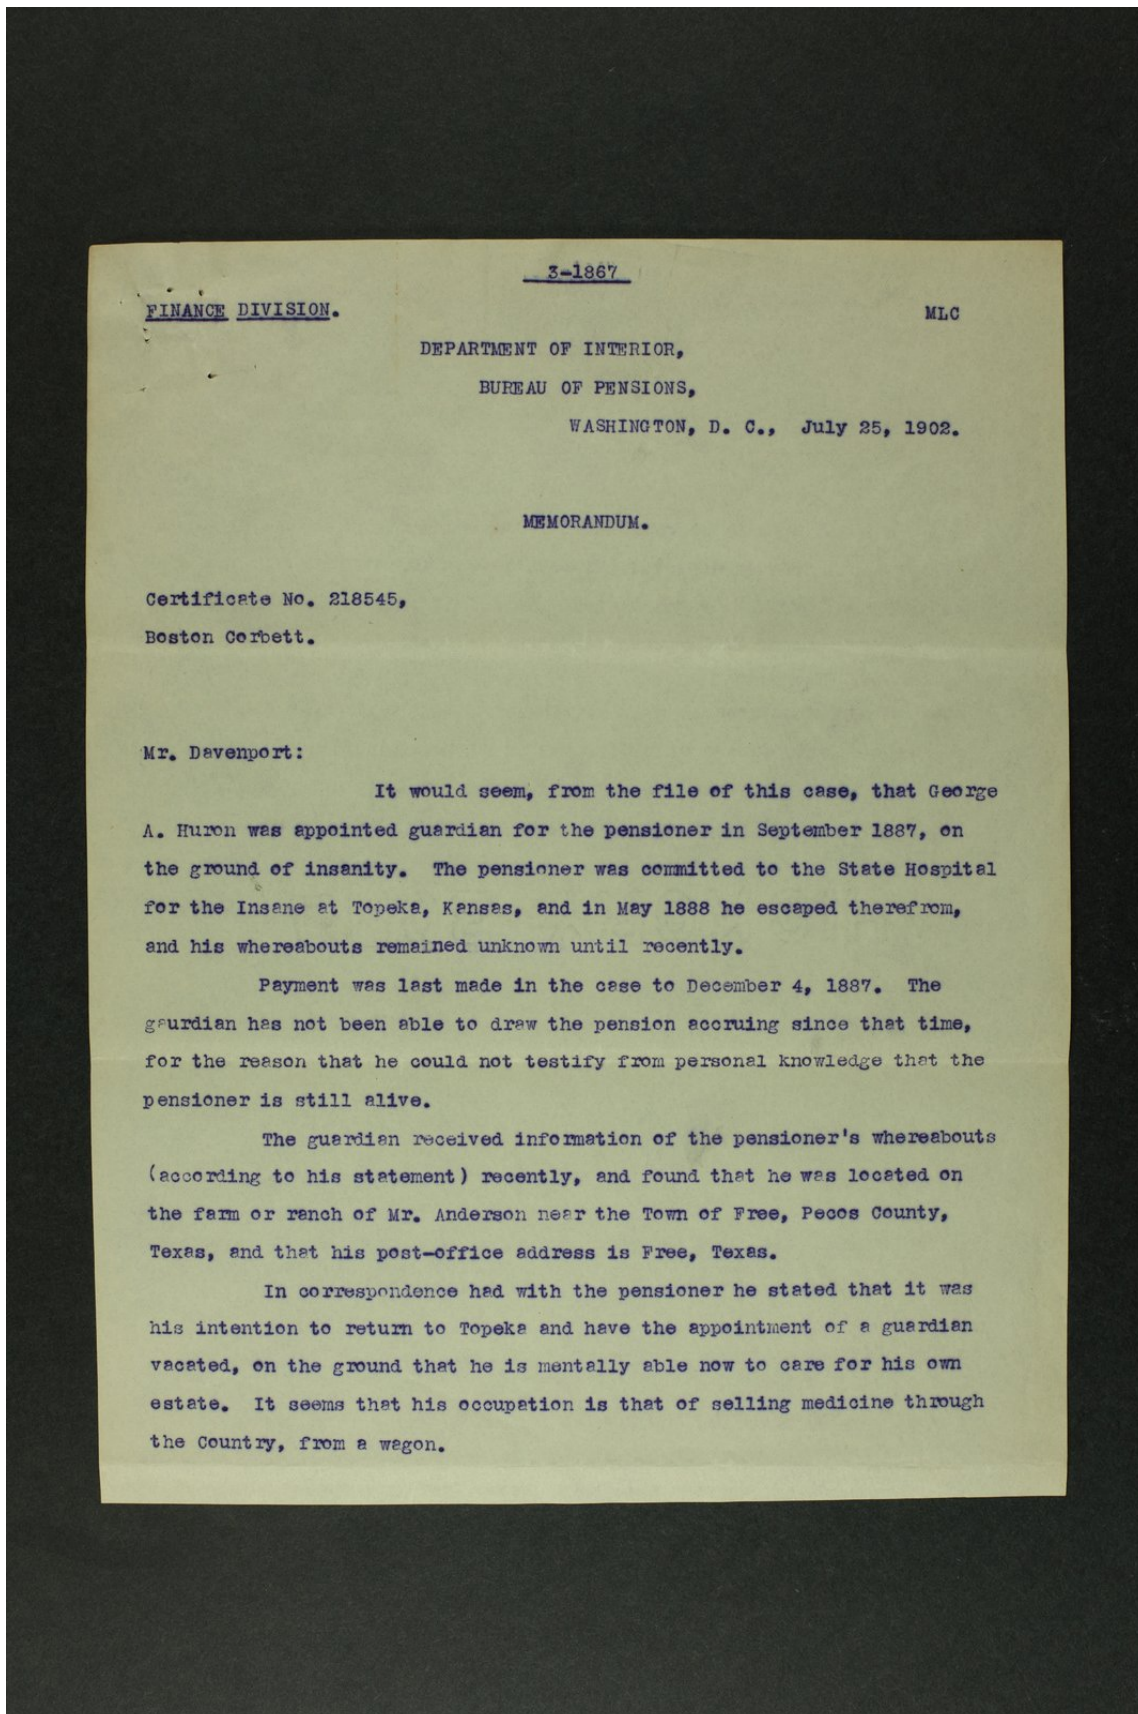 3-1867
FINANCE DIVISION. MLC
DEPARTMENT OF INTERIOR,
BUREAU OF PENSIONS,
WASHINGTON, D. C., July 25, 1902.
MEMORANDUM.
Certificate No. 218545,
Boston Corbett.
Mr. Davenport:
It would seem, from the file of this case, that George
A. Huron was appointed guardian for the pensioner in September 1887, on
the ground of insanity. The pensioner was committed to the State Hospital
for the Insane at Topeka, Kansas, and in May 1888 he escaped therefrom,
and his whereabouts remained unknown until recently.
Payment was last made in the case to December 4, 1887. The
gaurdian has not been able to draw the pension accruing since that time,
for the reason that he could not testify from personal knowledge that the
pensioner is still alive.
The guardian received information of the pensioner's whereabouts
(according to his statement) recently, and found that he was located on
the farm or ranch of Mr. Anderson near the Town of Free, Pecos County,
Texas, and that his post-office address is Free, Texas.
In correspondence had with the pensioner he stated that it was
his intention to return to Topeka and have the appointment of a guardian
vacated, on the ground that he is mentally able now to care for his own
estate. It seems that his occupation is that of selling medicine through
the Country, from a wagon.